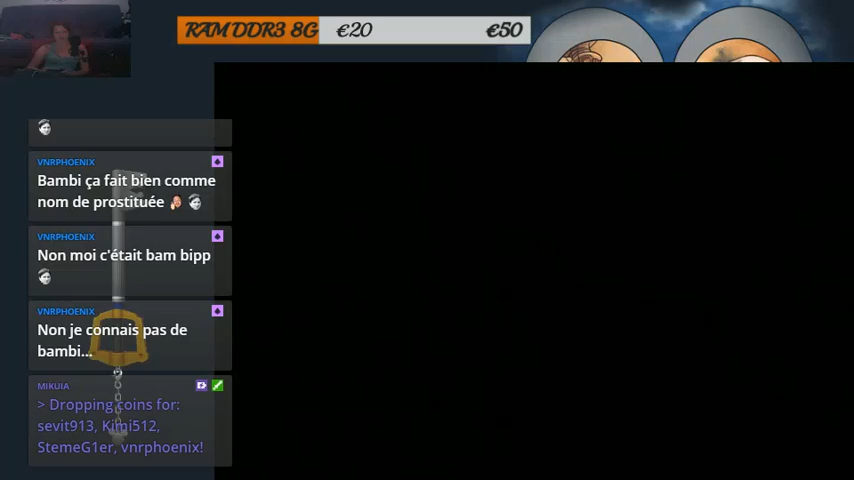 RAM DDR3 8G €20 €50
VNRPHOENIX
Bambi ça fait bien comme
nom de prostituée
VNRPHOENIX
Non moi c'était bam bipp
VNRPHOENIX
Non je connais pas de
bambi...
MIKUIA
> Dropping coins for:
sevit913, Kimi512,
StemeG1er, vnrphoenix!